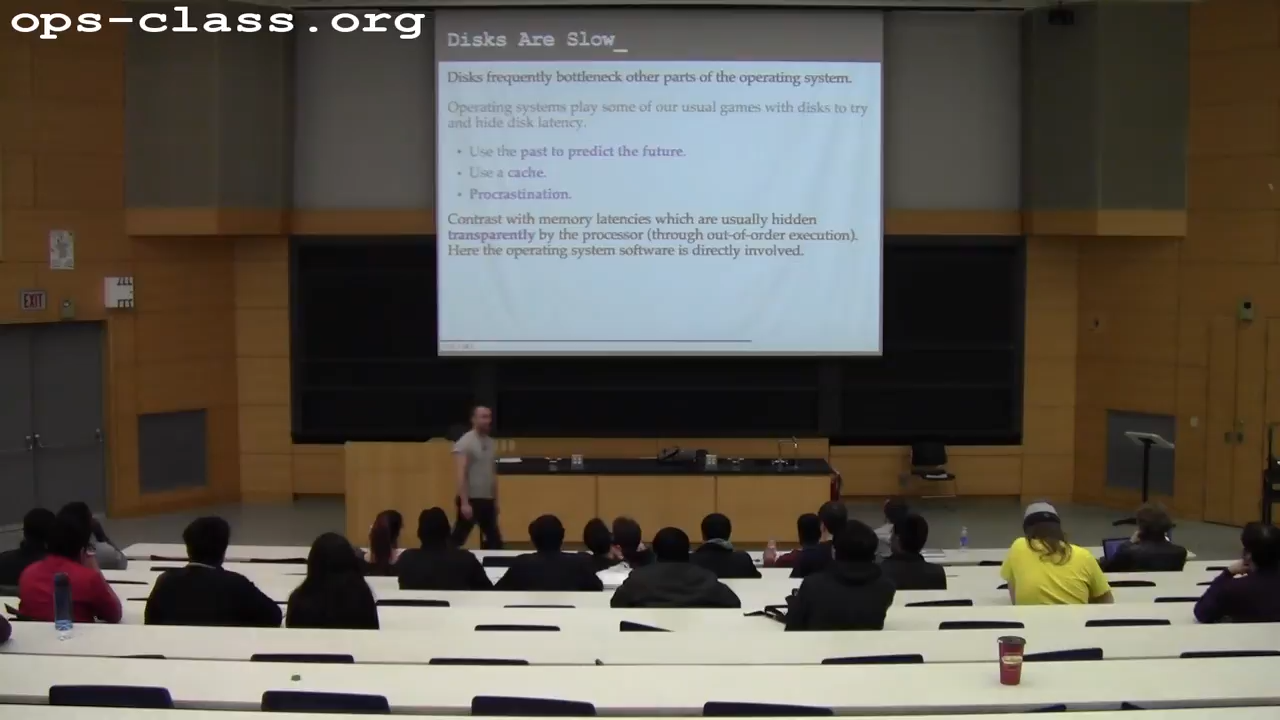 ops-class.org
Disks Are Slow_
Disks frequently bottleneck other parts of the operating system.
Operating systems play some of our usual games with disks to try
and hide disk latency.
• Use the past to predict the future.
• Use a cache.
• Procrastination.
Contrast with memory latencies which are usually hidden
transparently by the processor (through out-of-order execution).
Here the operating system software is directly involved.
EXIT